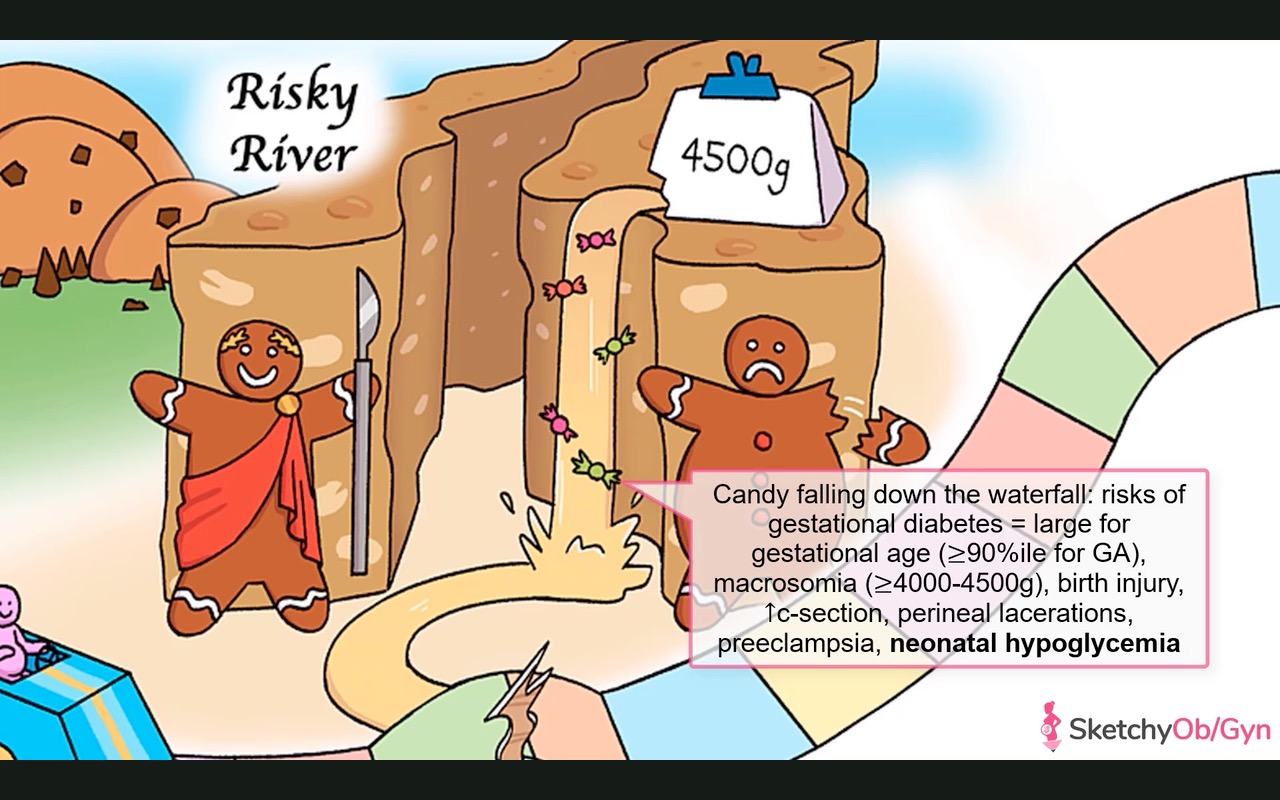 Risky
River
4500g
Candy falling down the waterfall: risks of
gestational diabetes = large for
gestational age (≥90%ile for GA),
macrosomia (≥4000-4500g), birth injury,
↑c-section, perineal lacerations,
preeclampsia, neonatal hypoglycemia
SketchyOb/Gyn